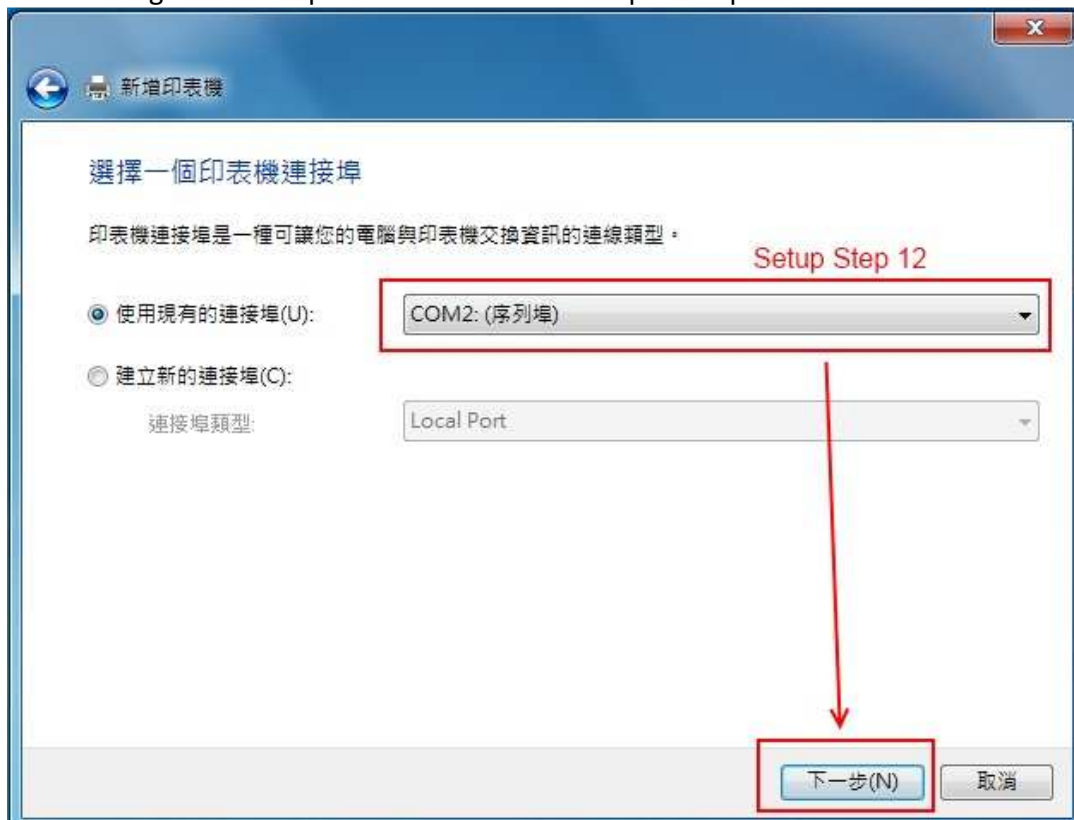 新增印表機
選擇一個印表機連接埠
印表機連接埠是一種可讓您的電腦與印表機交換資訊的連線類型。
Setup Step 12
使用現有的連接埠(U): COM2: (序列埠)
建立新的連接埠(C):
連接埠類型: Local Port
下一步(N) 取消